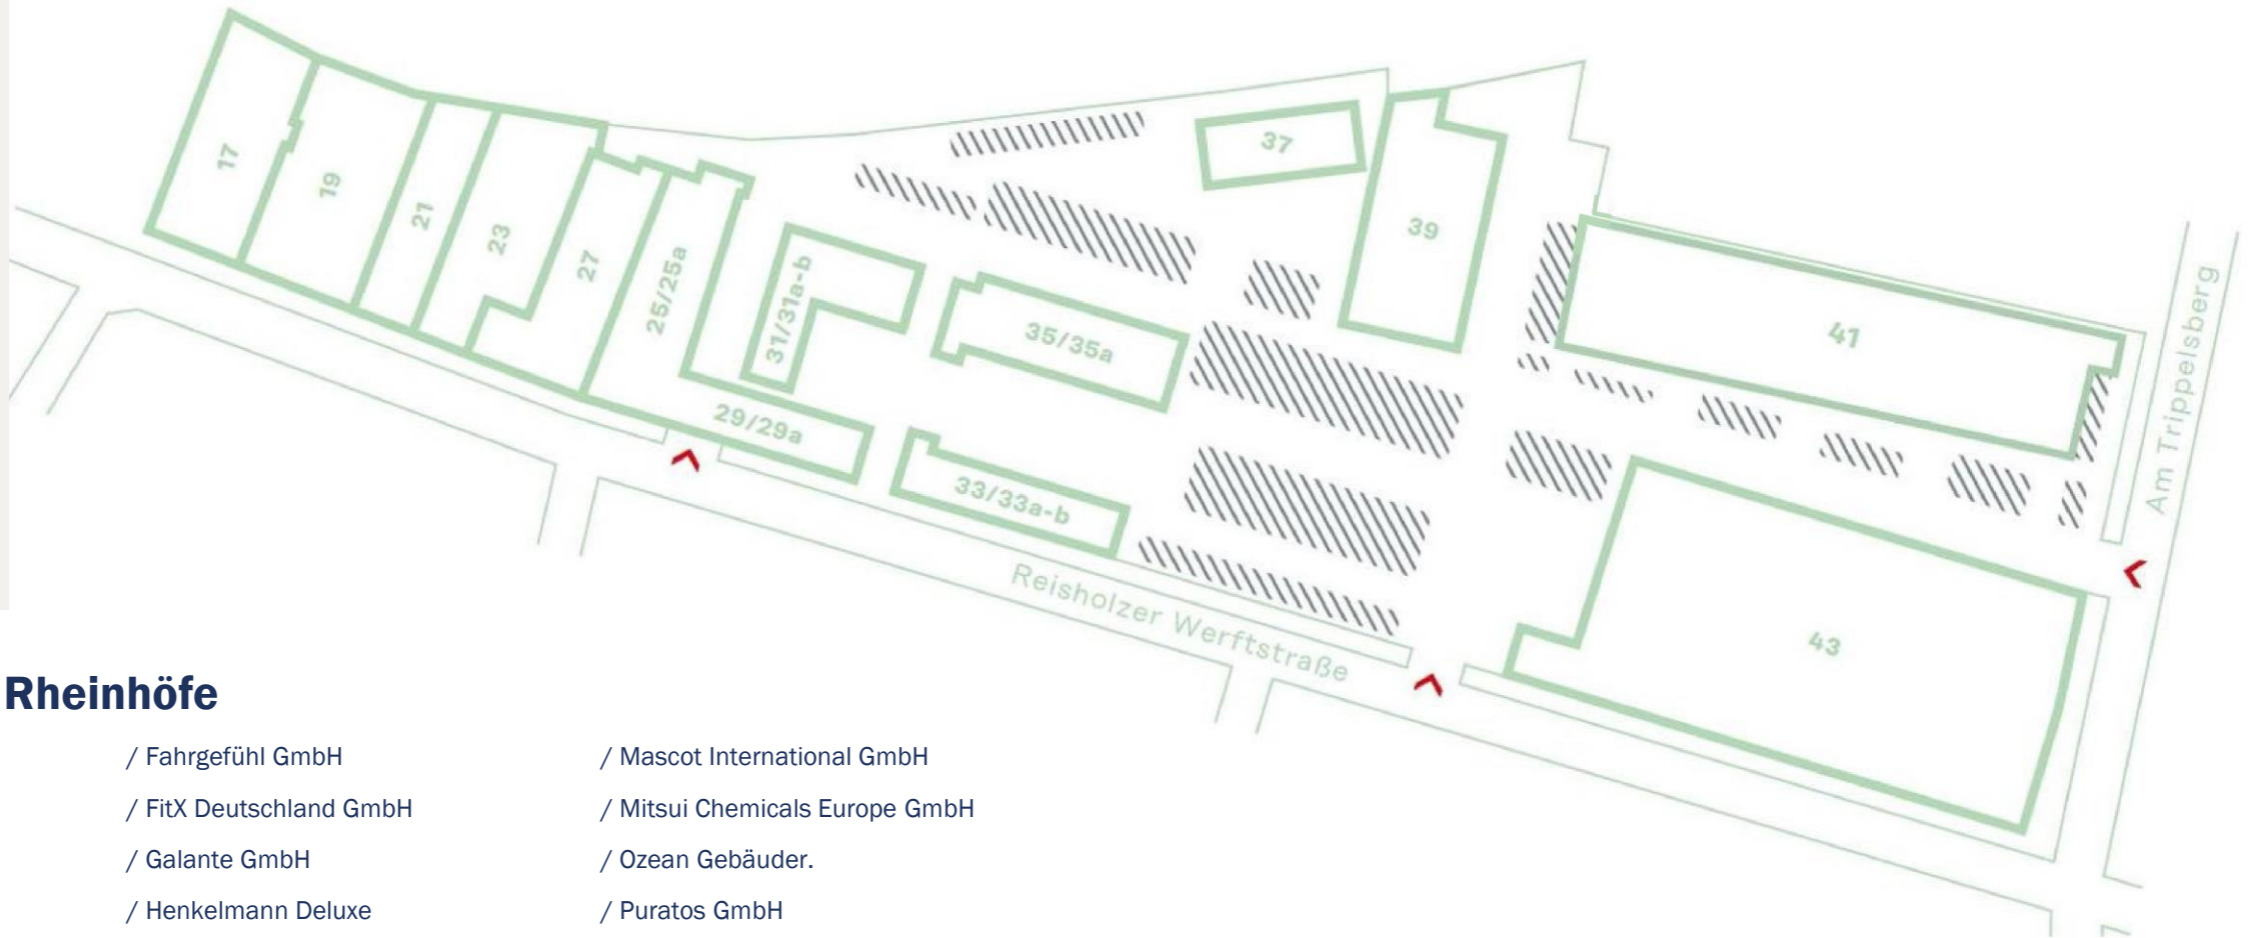 17
19
21
23
27
25/25a
31/31a-b
29/29a
35/35a
33/33a-b
37
39
41
43
Am Trippelsberg
Reisholzer Werftstraße
Rheinhöfe
/ Fahrgefühl GmbH
/ FitX Deutschland GmbH
/ Galante GmbH
/ Henkelmann Deluxe
/ Mascot International GmbH
/ Mitsui Chemicals Europe GmbH
/ Ozean Gebäuder.
/ Puratos GmbH